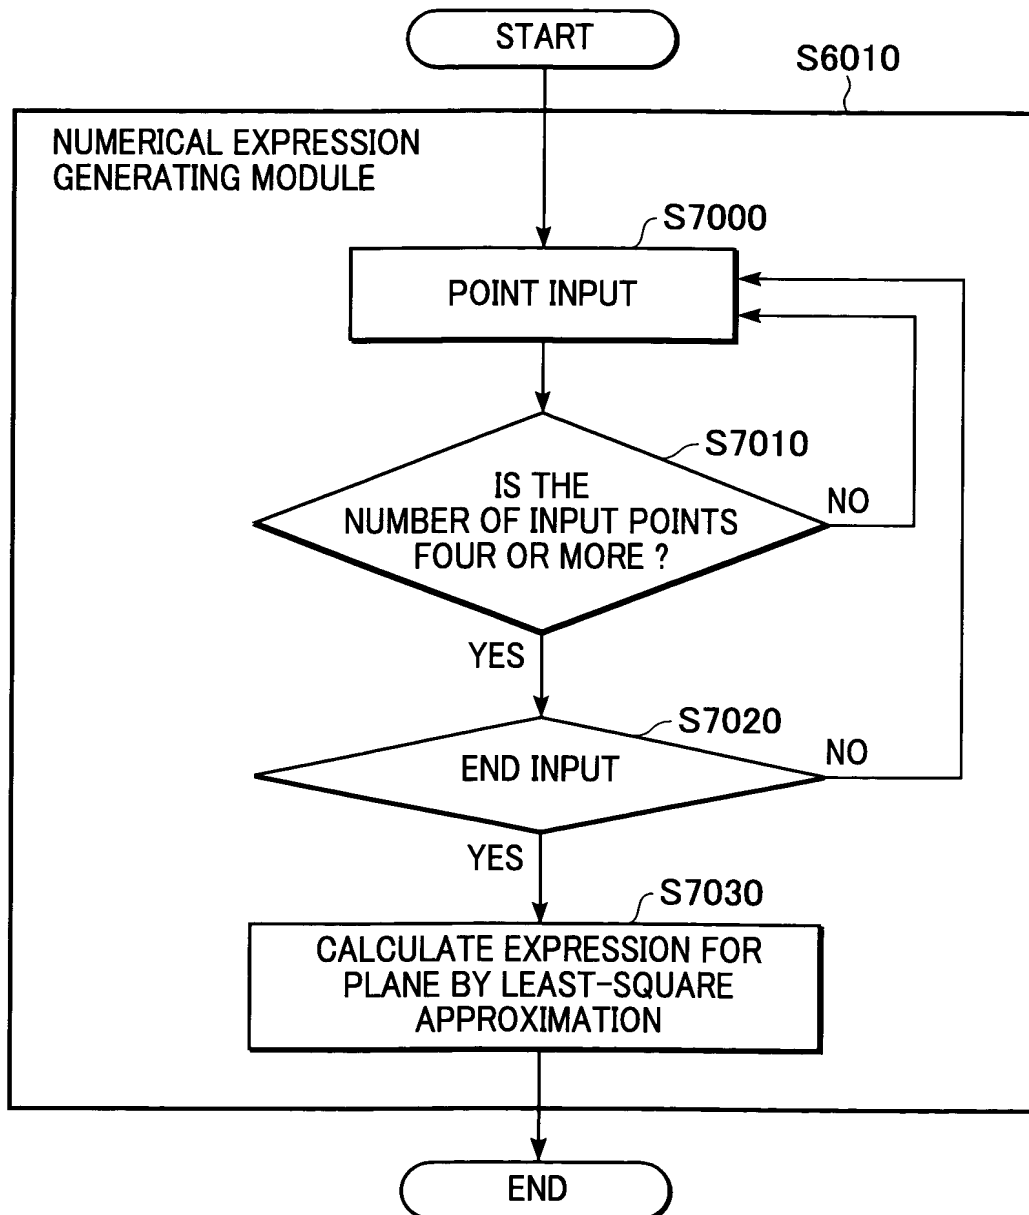 START
S6010
NUMERICAL EXPRESSION
GENERATING MODULE
S7000
POINT INPUT
S7010
IS THE
NUMBER OF INPUT POINTS
FOUR OR MORE ?
NO
YES
S7020
END INPUT
NO
YES
S7030
CALCULATE EXPRESSION FOR
PLANE BY LEAST-SQUARE
APPROXIMATION
END